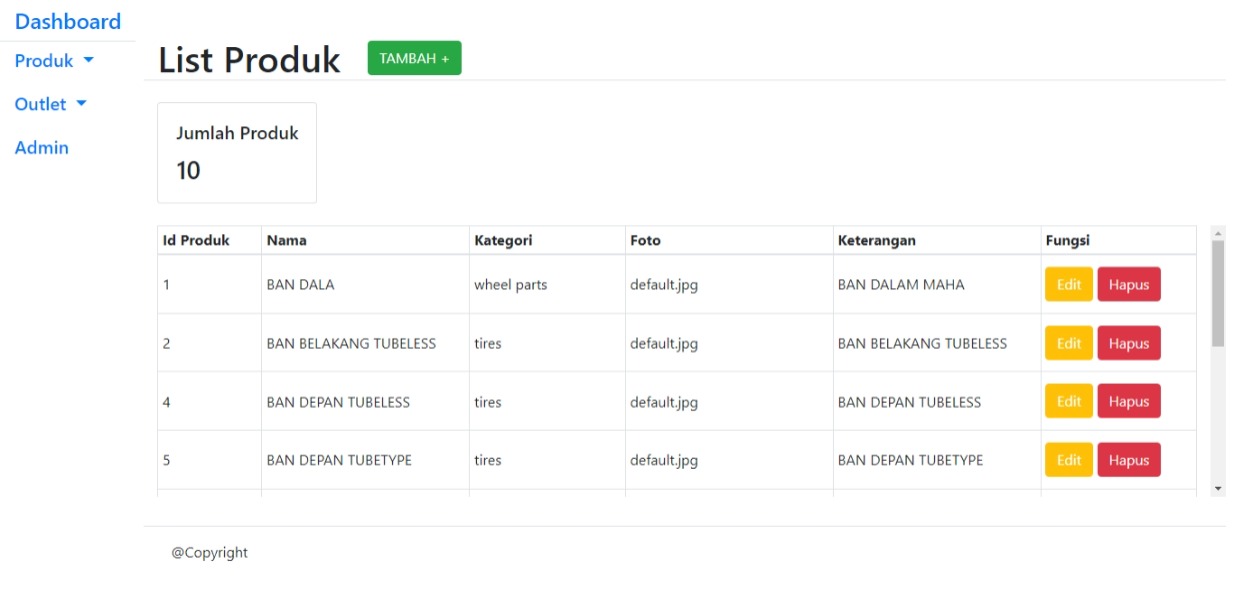 Dashboard
Produk
Outlet
Admin
List Produk TAMBAH +
Jumlah Produk
10
Id Produk Nama Kategori Foto Keterangan Fungsi
1 BAN DALA wheel parts default.jpg BAN DALAM MAHA Edit Hapus
2 BAN BELAKANG TUBELESS tires default.jpg BAN BELAKANG TUBELESS Edit Hapus
4 BAN DEPAN TUBELESS tires default.jpg BAN DEPAN TUBELESS Edit Hapus
5 BAN DEPAN TUBETYPE tires default.jpg BAN DEPAN TUBETYPE Edit Hapus
@Copyright